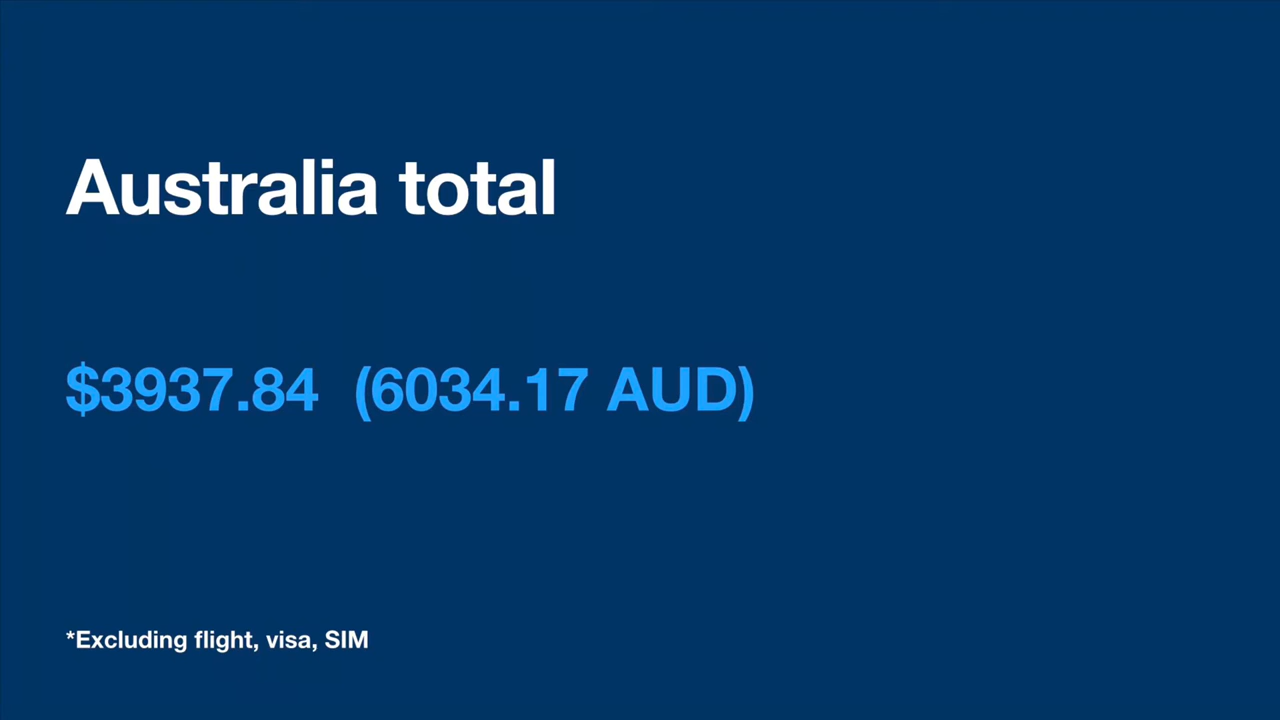 Australia total
$3937.84 (6034.17 AUD)
*Excluding flight, visa, SIM